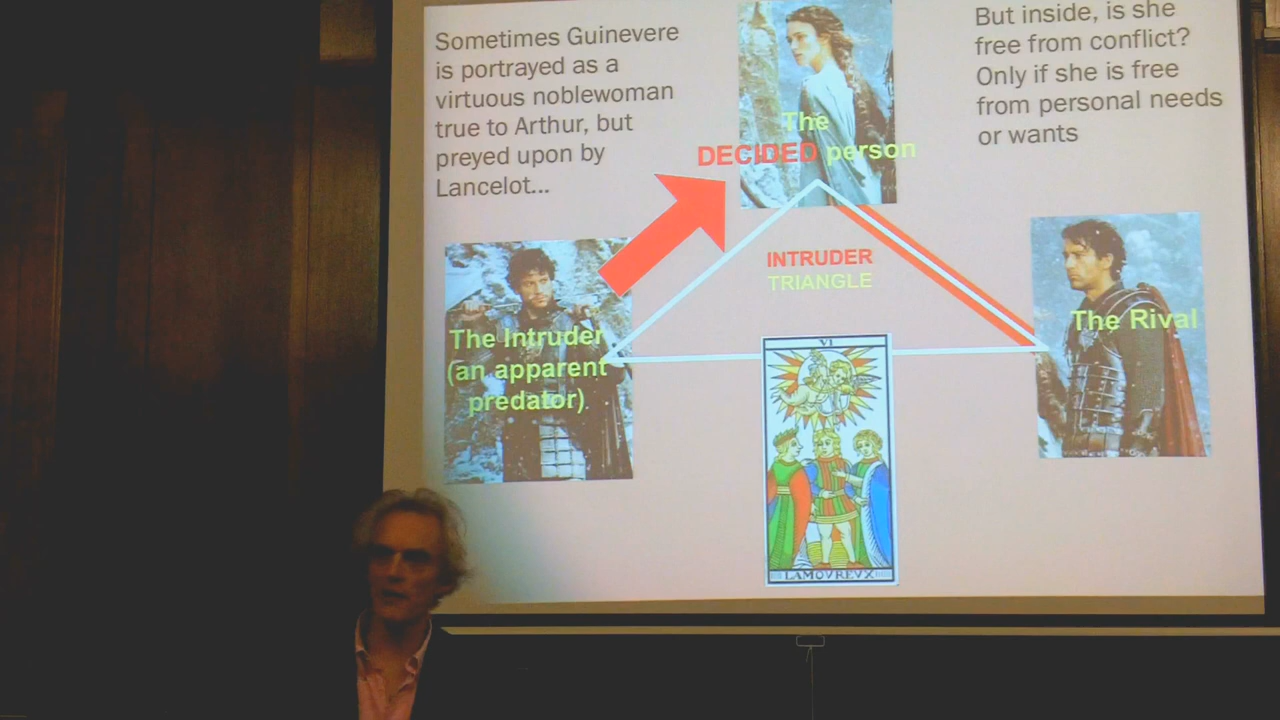 Sometimes Guinevere
is portrayed as a
virtuous noblewoman
true to Arthur, but
preyed upon by
Lancelot...
The
DECIDED person
But inside, is she
free from conflict?
Only if she is free
from personal needs
or wants
INTRUDER
TRIANGLE
The Intruder
(an apparent
predator)
The Rival
VI
LAMOVREVX